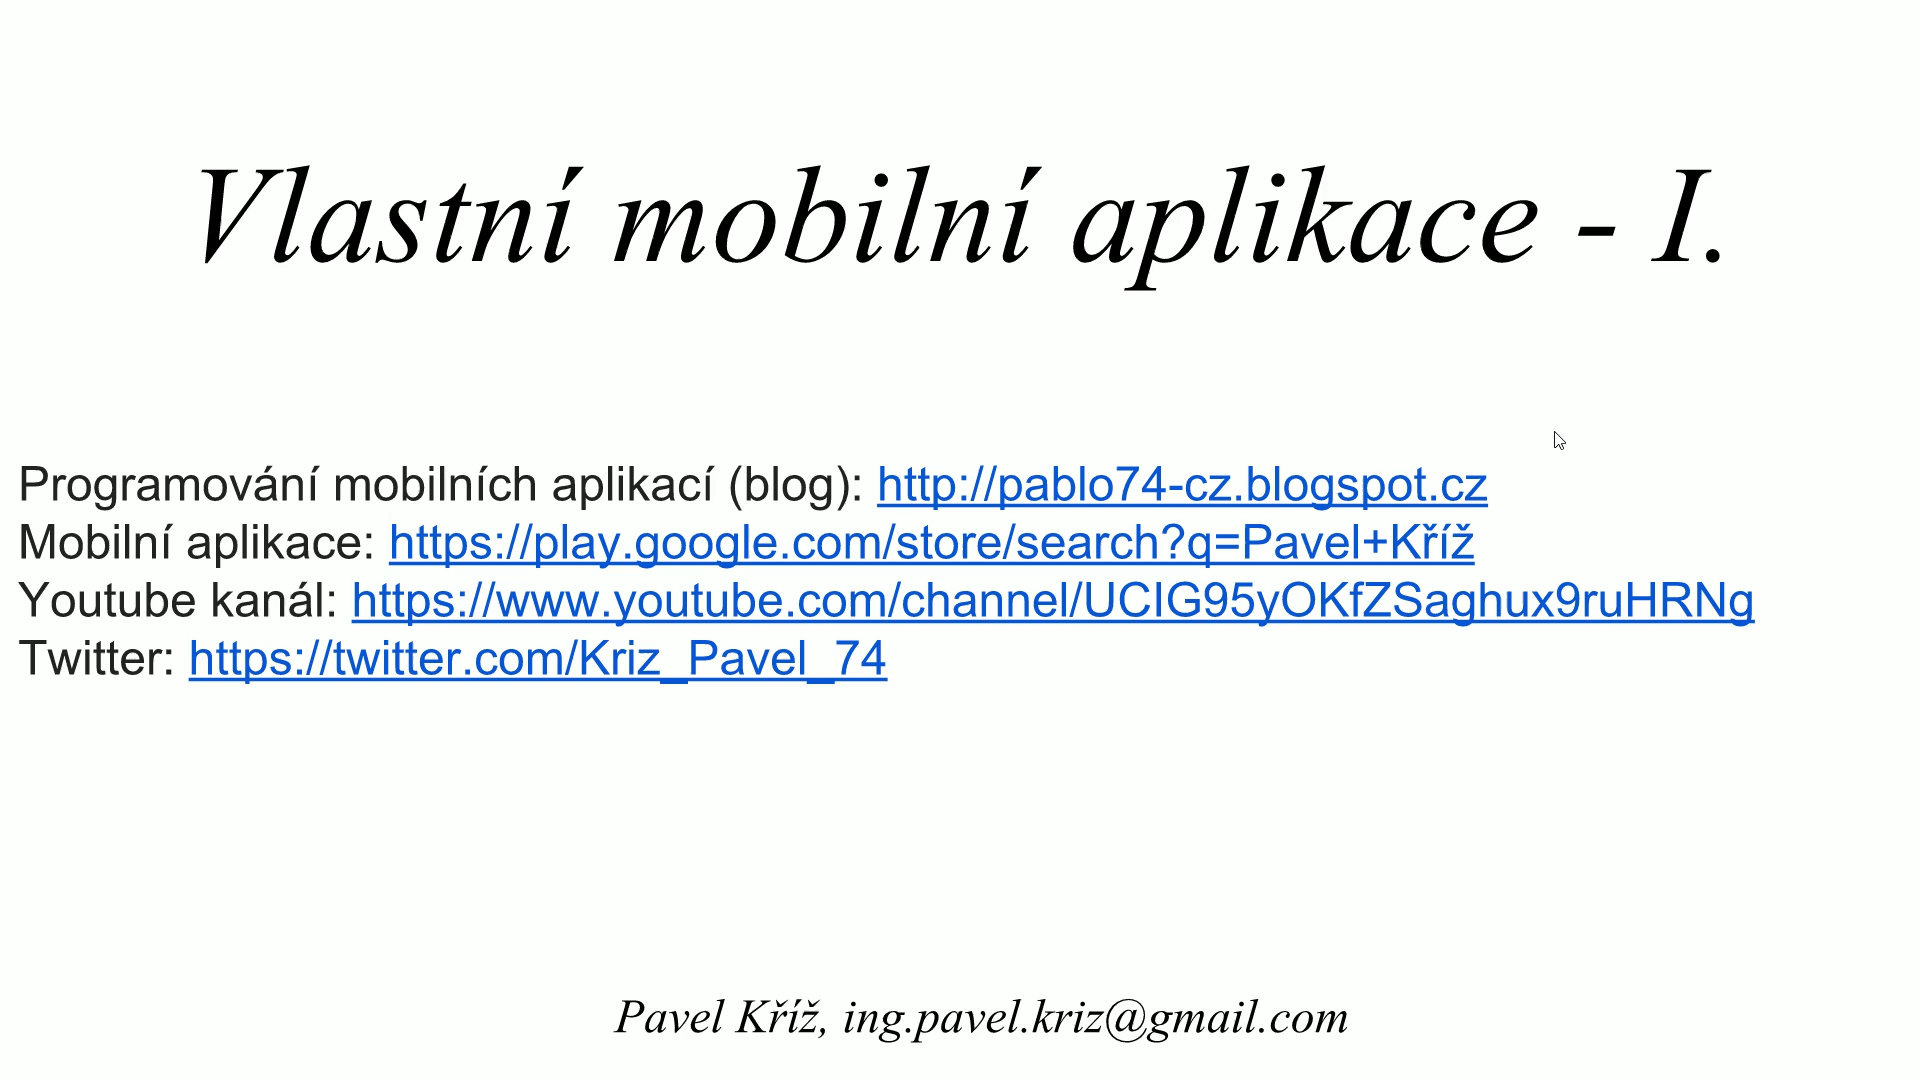 Vlastní mobilní aplikace - I.
Programování mobilních aplikací (blog): http://pablo74-cz.blogspot.cz
Mobilní aplikace: https://play.google.com/store/search?q=Pavel+Kříž
Youtube kanál: https://www.youtube.com/channel/UCIG95yOKfZSaghux9ruHRNg
Twitter: https://twitter.com/Kriz_Pavel_74
Pavel Kříž, ing.pavel.kriz@gmail.com